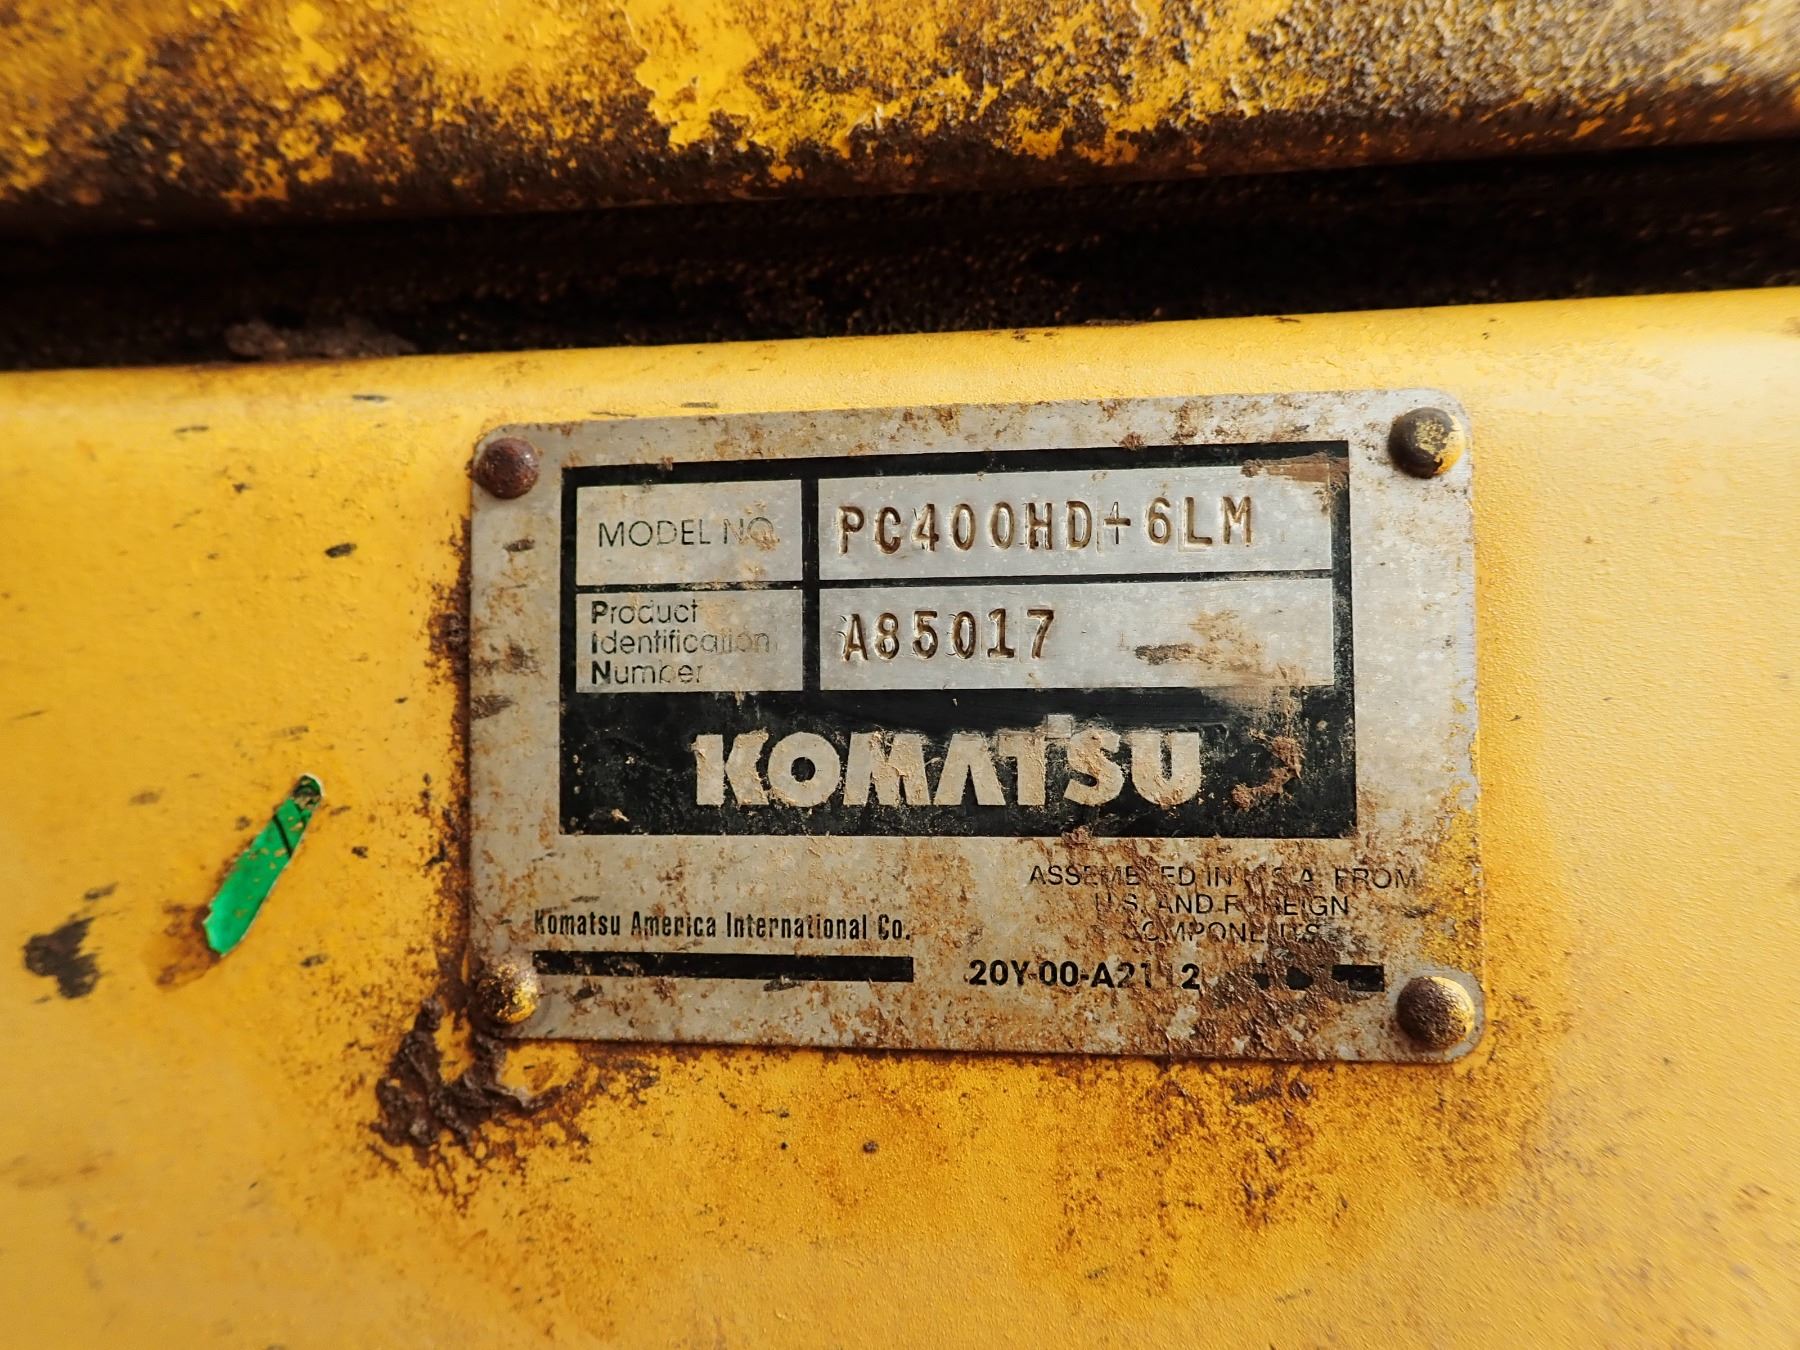 MODEL NO.
PC400HD-6LM
Product
Identification
Number
A85017
KOMATSU
ASSEMBLED IN U.S.A. FROM
U.S. AND FOREIGN
COMPONENTS
Komatsu America International Co.